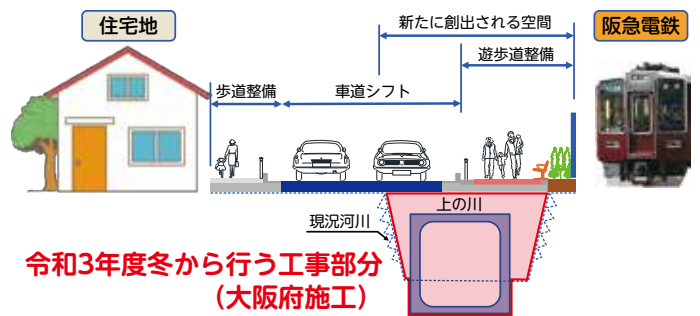 住宅地
新たに創出される空間
阪急電鉄
遊歩道整備
歩道整備
車道シフト
上の川
現況河川
令和3年度冬から行う工事部分
（大阪府施工）